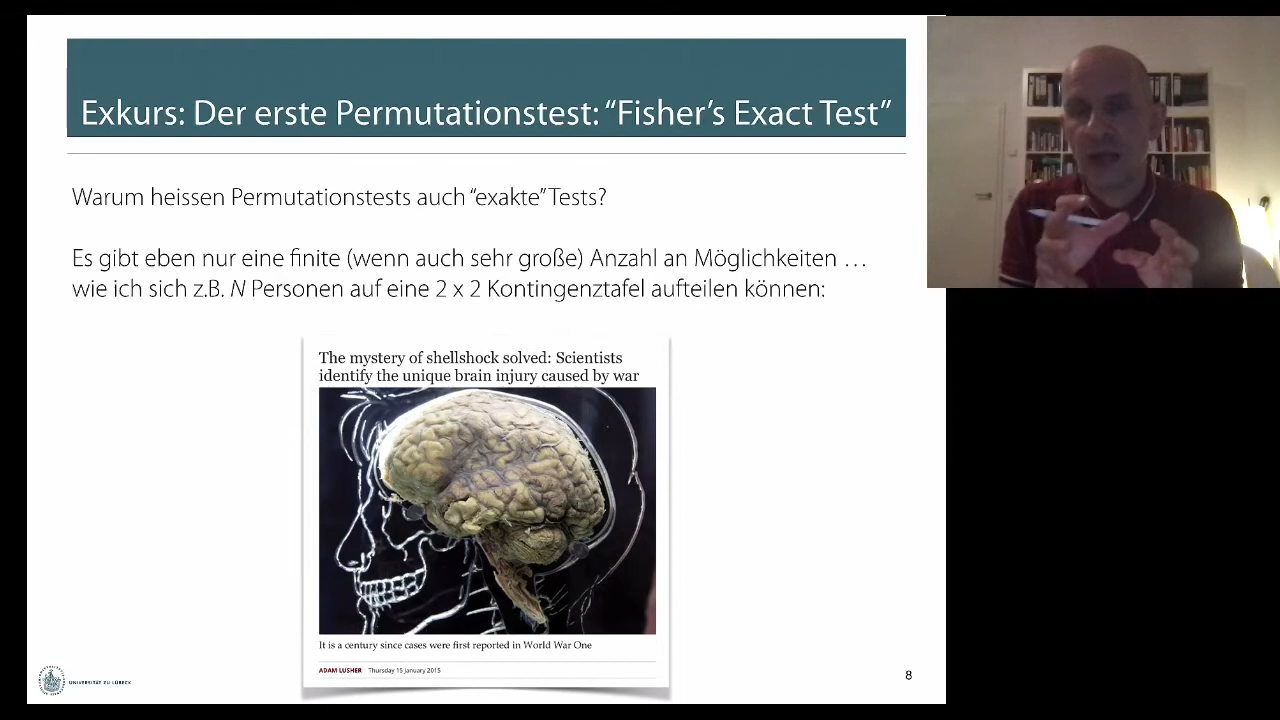 Exkurs: Der erste Permutationstest: “Fisher’s Exact Test”
Warum heissen Permutationstests auch “exakte” Tests?
Es gibt eben nur eine finite (wenn auch sehr große) Anzahl an Möglichkeiten …
wie ich sich z.B. N Personen auf eine 2 x 2 Kontingenztafel aufteilen können:
The mystery of shellshock solved: Scientists
identify the unique brain injury caused by war
It is a century since cases were first reported in World War One
ADAM LUSHER | Thursday 15 January 2015
UNIVERSITÄT ZU LÜBECK
8